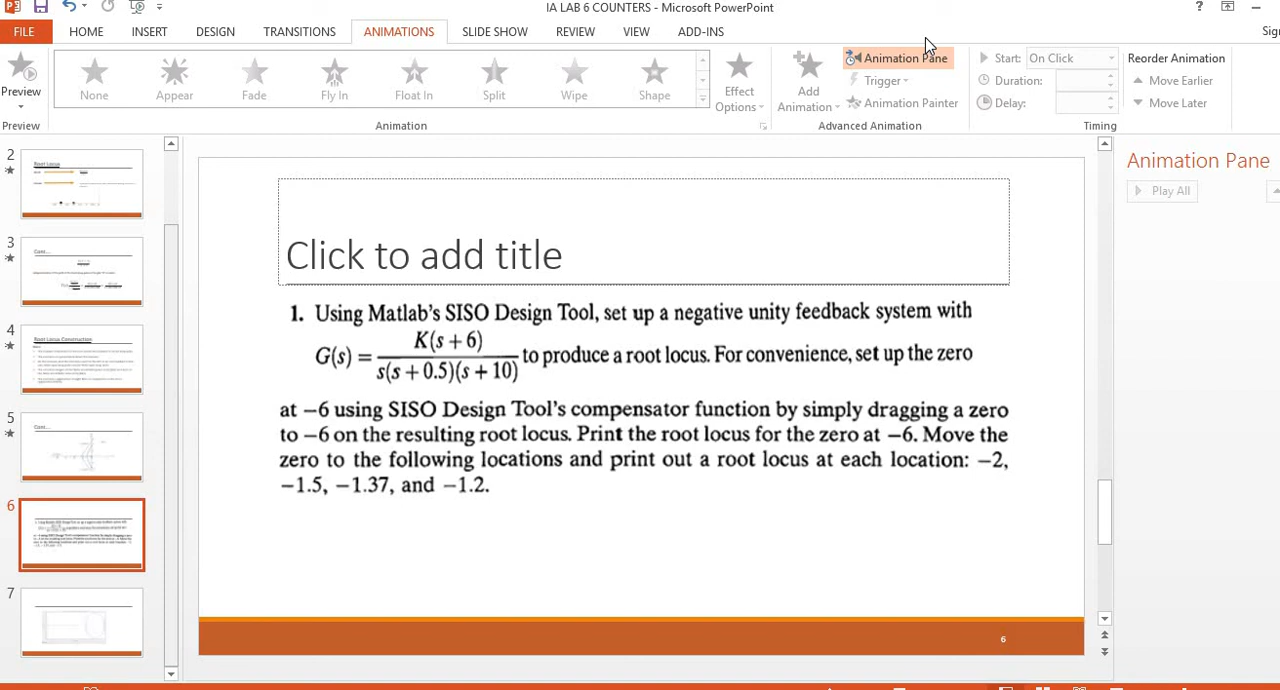 IA LAB 6 COUNTERS - Microsoft PowerPoint
FILE HOME INSERT DESIGN TRANSITIONS ANIMATIONS SLIDE SHOW REVIEW VIEW ADD-INS
Preview
None Appear Fade Fly In Float In Split Wipe Shape
Effect Options
Add Animation
Animation Pane
Trigger
Animation Painter
Start: On Click
Duration:
Delay:
Reorder Animation
Move Earlier
Move Later
Preview Animation Advanced Animation Timing
2
Root Locus
3
Cont...
4
Root Locus Construction
5
Cont...
6
7
Click to add title
1. Using Matlab's SISO Design Tool, set up a negative unity feedback system with
G(s) = K(s + 6) / s(s + 0.5)(s + 10) to produce a root locus. For convenience, set up the zero
at −6 using SISO Design Tool's compensator function by simply dragging a zero
to −6 on the resulting root locus. Print the root locus for the zero at −6. Move the
zero to the following locations and print out a root locus at each location: −2,
−1.5, −1.37, and −1.2.
6
Animation Pane
Play All